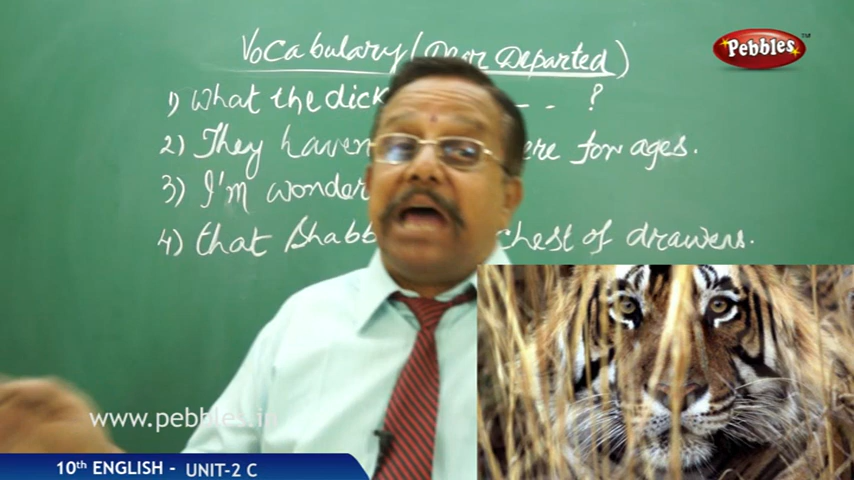 Vocabulary (Dear Departed)
Pebbles™
1) What the dick - . . ?
2) They haven ere for ages.
3) I'm wonder
4) that Shabb chest of drawers.
www.pebbles.in
10th ENGLISH - UNIT-2 C